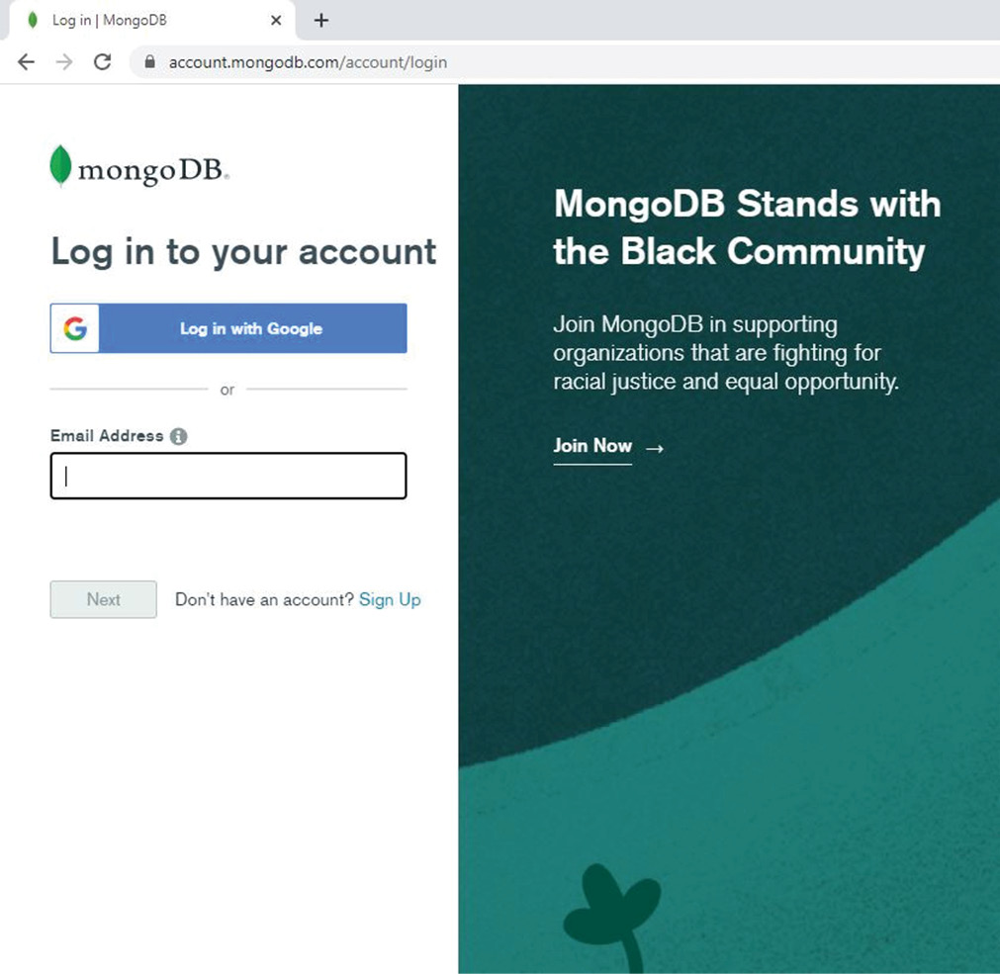 Log in | MongoDB
account.mongodb.com/account/login
mongoDB®
Log in to your account
Log in with Google
or
Email Address
Next
Don't have an account? Sign Up
MongoDB Stands with
the Black Community
Join MongoDB in supporting
organizations that are fighting for
racial justice and equal opportunity.
Join Now →